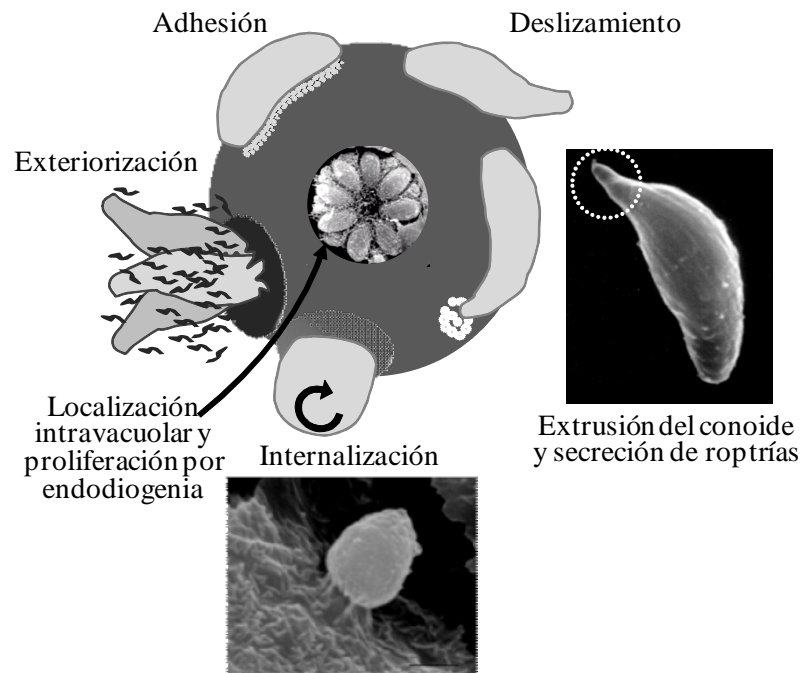 Adhesión
Deslizamiento
Exteriorización
Localización
intravacuolar y
proliferación por
endodiogenia
Internalización
Extrusión del conoide
y secreción de roptrías